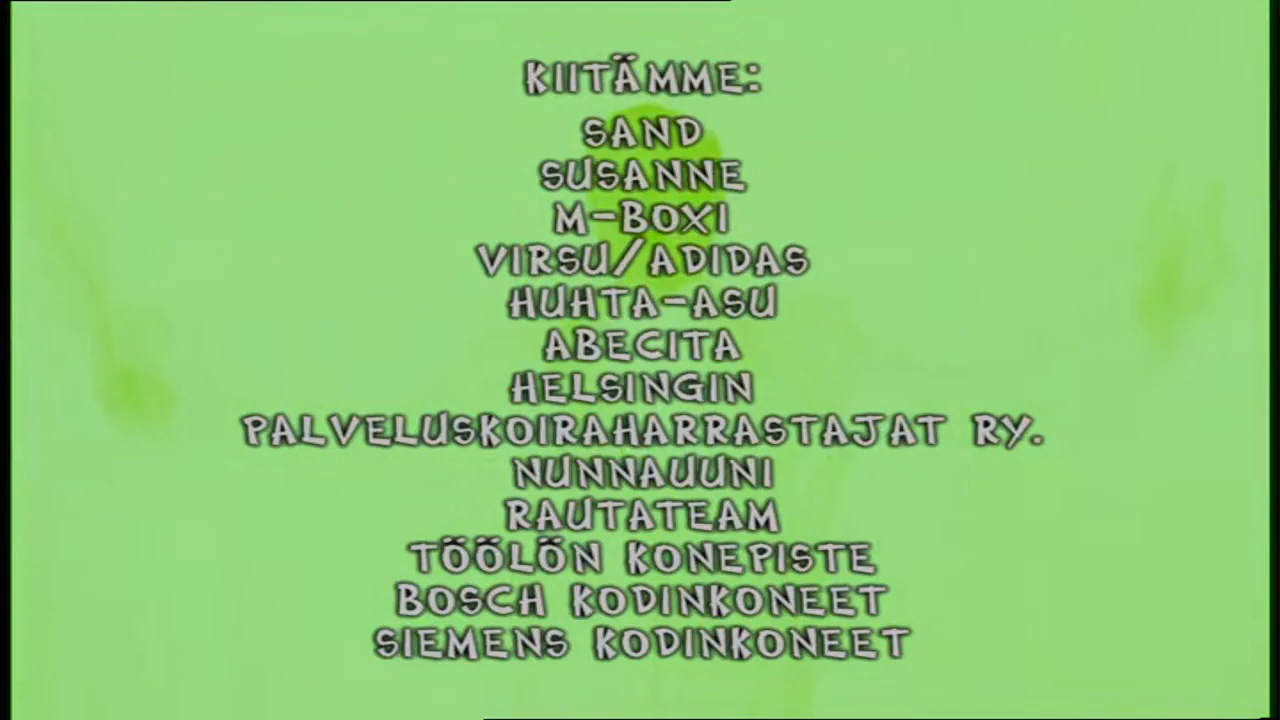 KIITÄMME:
SAND
SUSANNE
M-BOXI
VIRSU/ADIDAS
HUHTA-ASU
ABECITA
HELSINGIN
PALVELUSKOIRAHARRASTAJAT RY.
NUNNAUUNI
RAUTATEAM
TÖÖLÖN KONEPISTE
BOSCH KODINKONEET
SIEMENS KODINKONEET